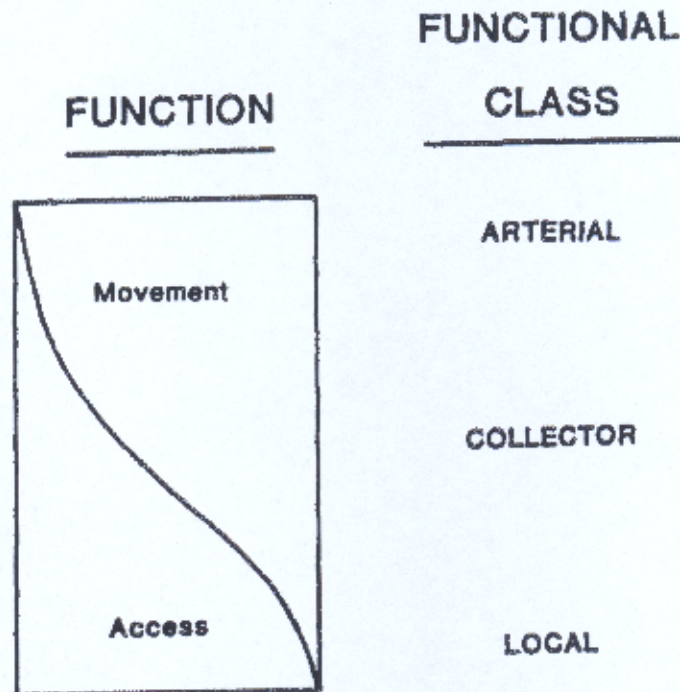 FUNCTIONAL
CLASS
FUNCTION
ARTERIAL
Movement
COLLECTOR
Access
LOCAL